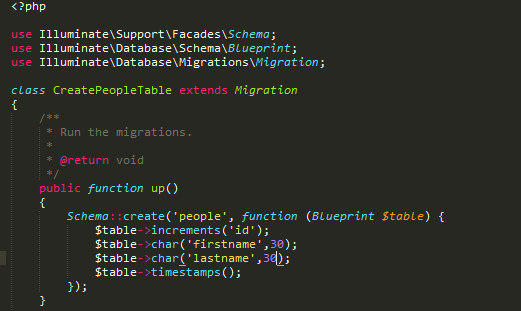 <?php
use Illuminate\Support\Facades\Schema;
use Illuminate\Database\Schema\Blueprint;
use Illuminate\Database\Migrations\Migration;
class CreatePeopleTable extends Migration
{
/**
* Run the migrations.
*
* @return void
*/
public function up()
{
Schema::create('people', function (Blueprint $table) {
$table->increments('id');
$table->char('firstname',30);
$table->char('lastname',30);
$table->timestamps();
});
}